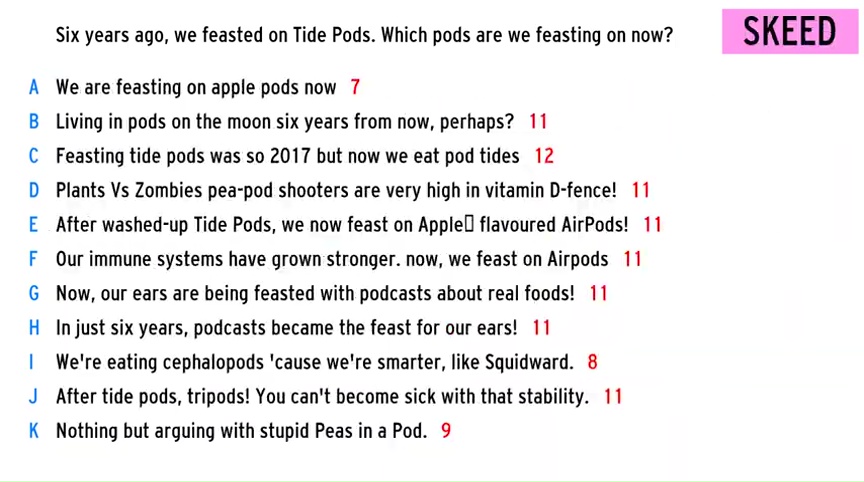 Six years ago, we feasted on Tide Pods. Which pods are we feasting on now?
SKEED
A We are feasting on apple pods now 7
B Living in pods on the moon six years from now, perhaps? 11
C Feasting tide pods was so 2017 but now we eat pod tides 12
D Plants Vs Zombies pea-pod shooters are very high in vitamin D-fence! 11
E After washed-up Tide Pods, we now feast on Apple▯ flavoured AirPods! 11
F Our immune systems have grown stronger. now, we feast on Airpods 11
G Now, our ears are being feasted with podcasts about real foods! 11
H In just six years, podcasts became the feast for our ears! 11
I We're eating cephalopods 'cause we're smarter, like Squidward. 8
J After tide pods, tripods! You can't become sick with that stability. 11
K Nothing but arguing with stupid Peas in a Pod. 9